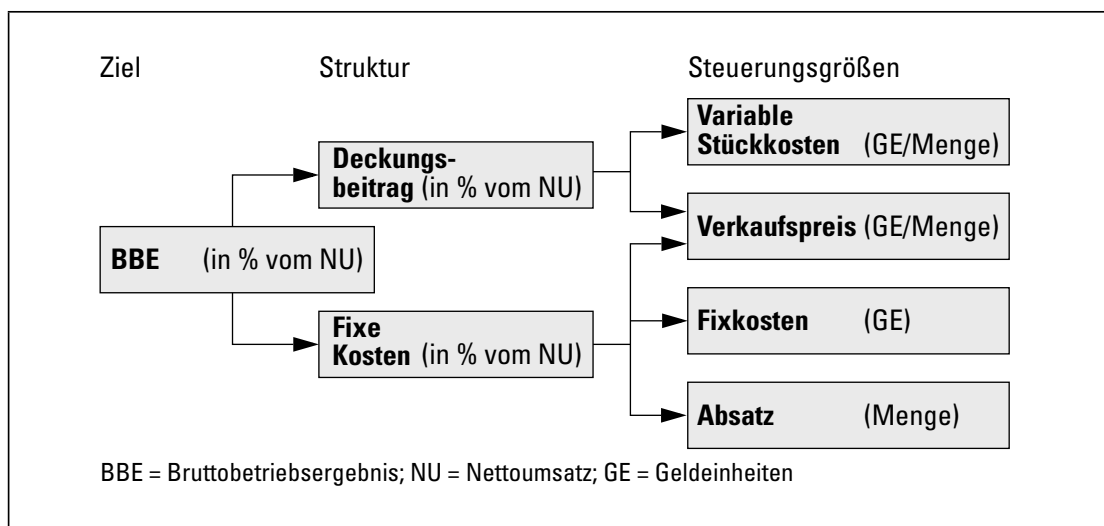 Ziel Struktur Steuerungsgrößen
Variable
Stückkosten (GE/Menge)
Deckungs-
beitrag (in % vom NU)
Verkaufspreis (GE/Menge)
BBE (in % vom NU)
Fixe
Kosten (in % vom NU)
Fixkosten (GE)
Absatz (Menge)
BBE = Bruttobetriebsergebnis; NU = Nettoumsatz; GE = Geldeinheiten